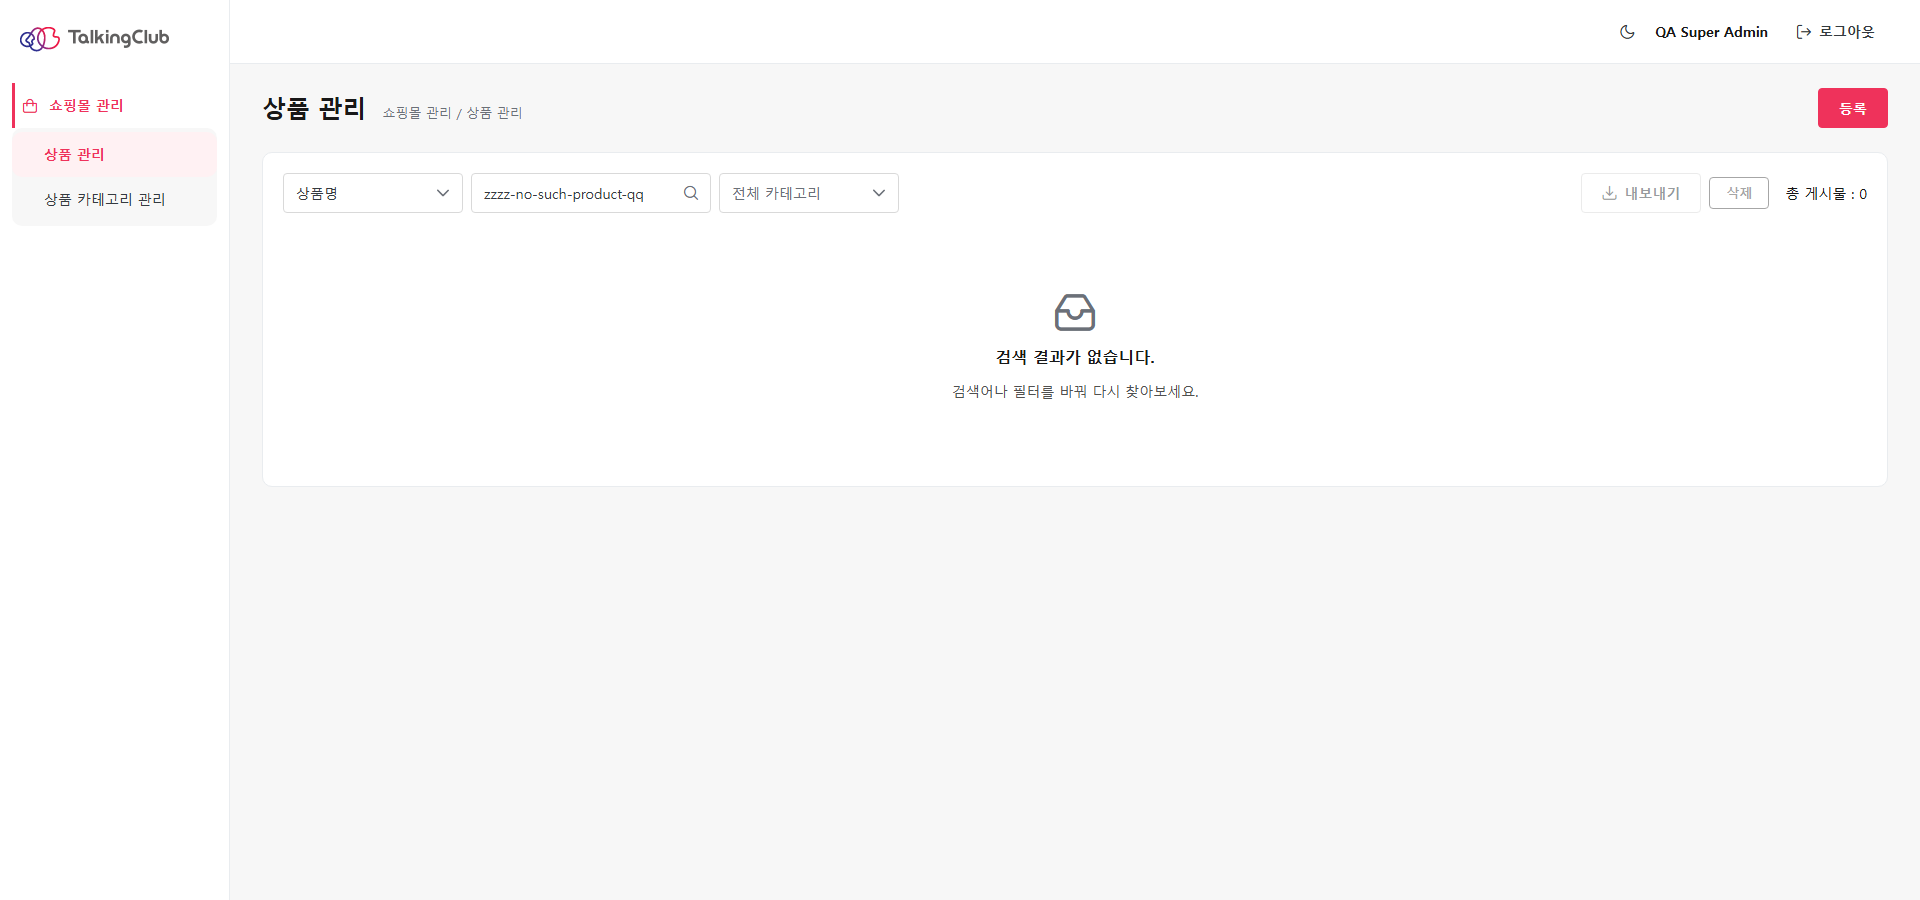 TalkingClub
QA Super Admin
로그아웃
쇼핑몰 관리
상품 관리
상품 카테고리 관리
상품 관리
쇼핑몰 관리 / 상품 관리
등록
상품명
zzzz-no-such-product-qq
전체 카테고리
내보내기
삭제
총 게시물 : 0
검색 결과가 없습니다.
검색어나 필터를 바꿔 다시 찾아보세요.